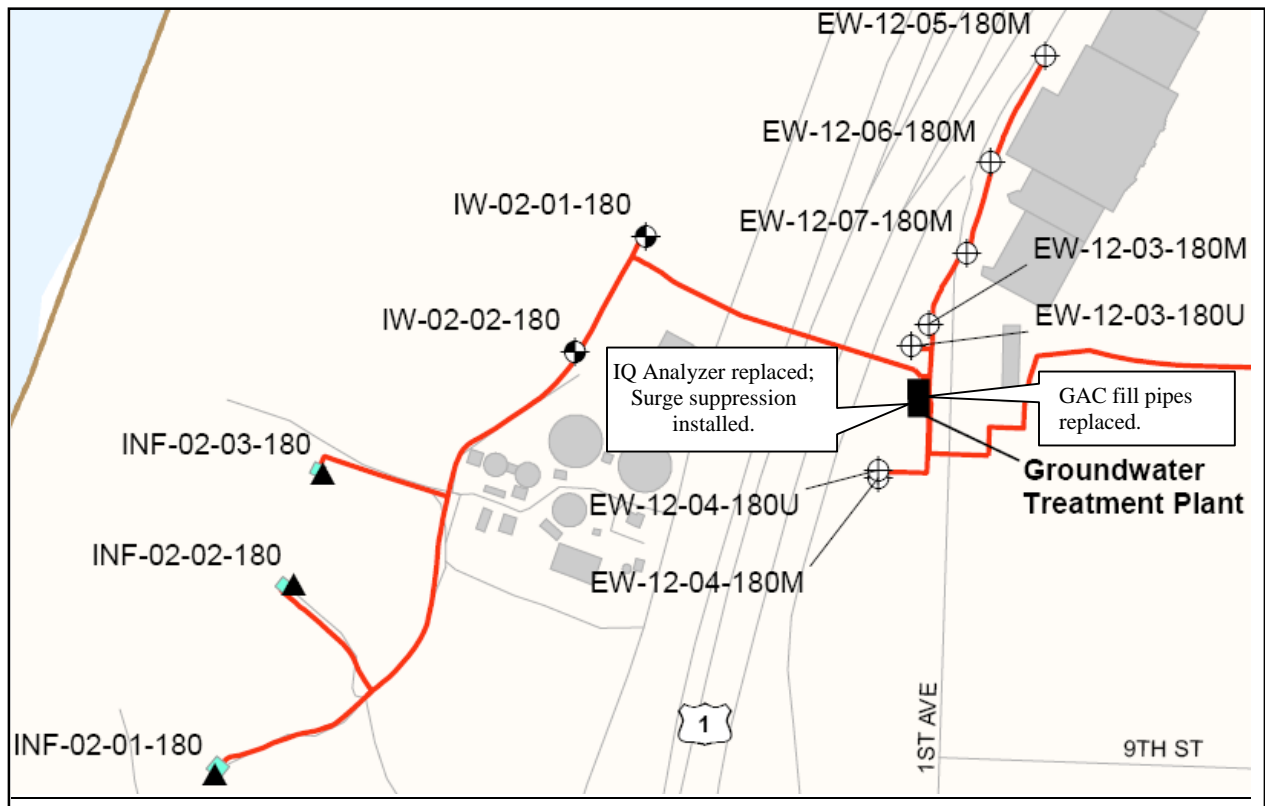 EW-12-05-180M
EW-12-06-180M
IW-02-01-180
EW-12-07-180M
EW-12-03-180M
IW-02-02-180
EW-12-03-180U
IQ Analyzer replaced;
Surge suppression
installed.
GAC fill pipes
replaced.
INF-02-03-180
Groundwater
Treatment Plant
EW-12-04-180U
INF-02-02-180
EW-12-04-180M
1
1ST AVE
INF-02-01-180
9TH ST